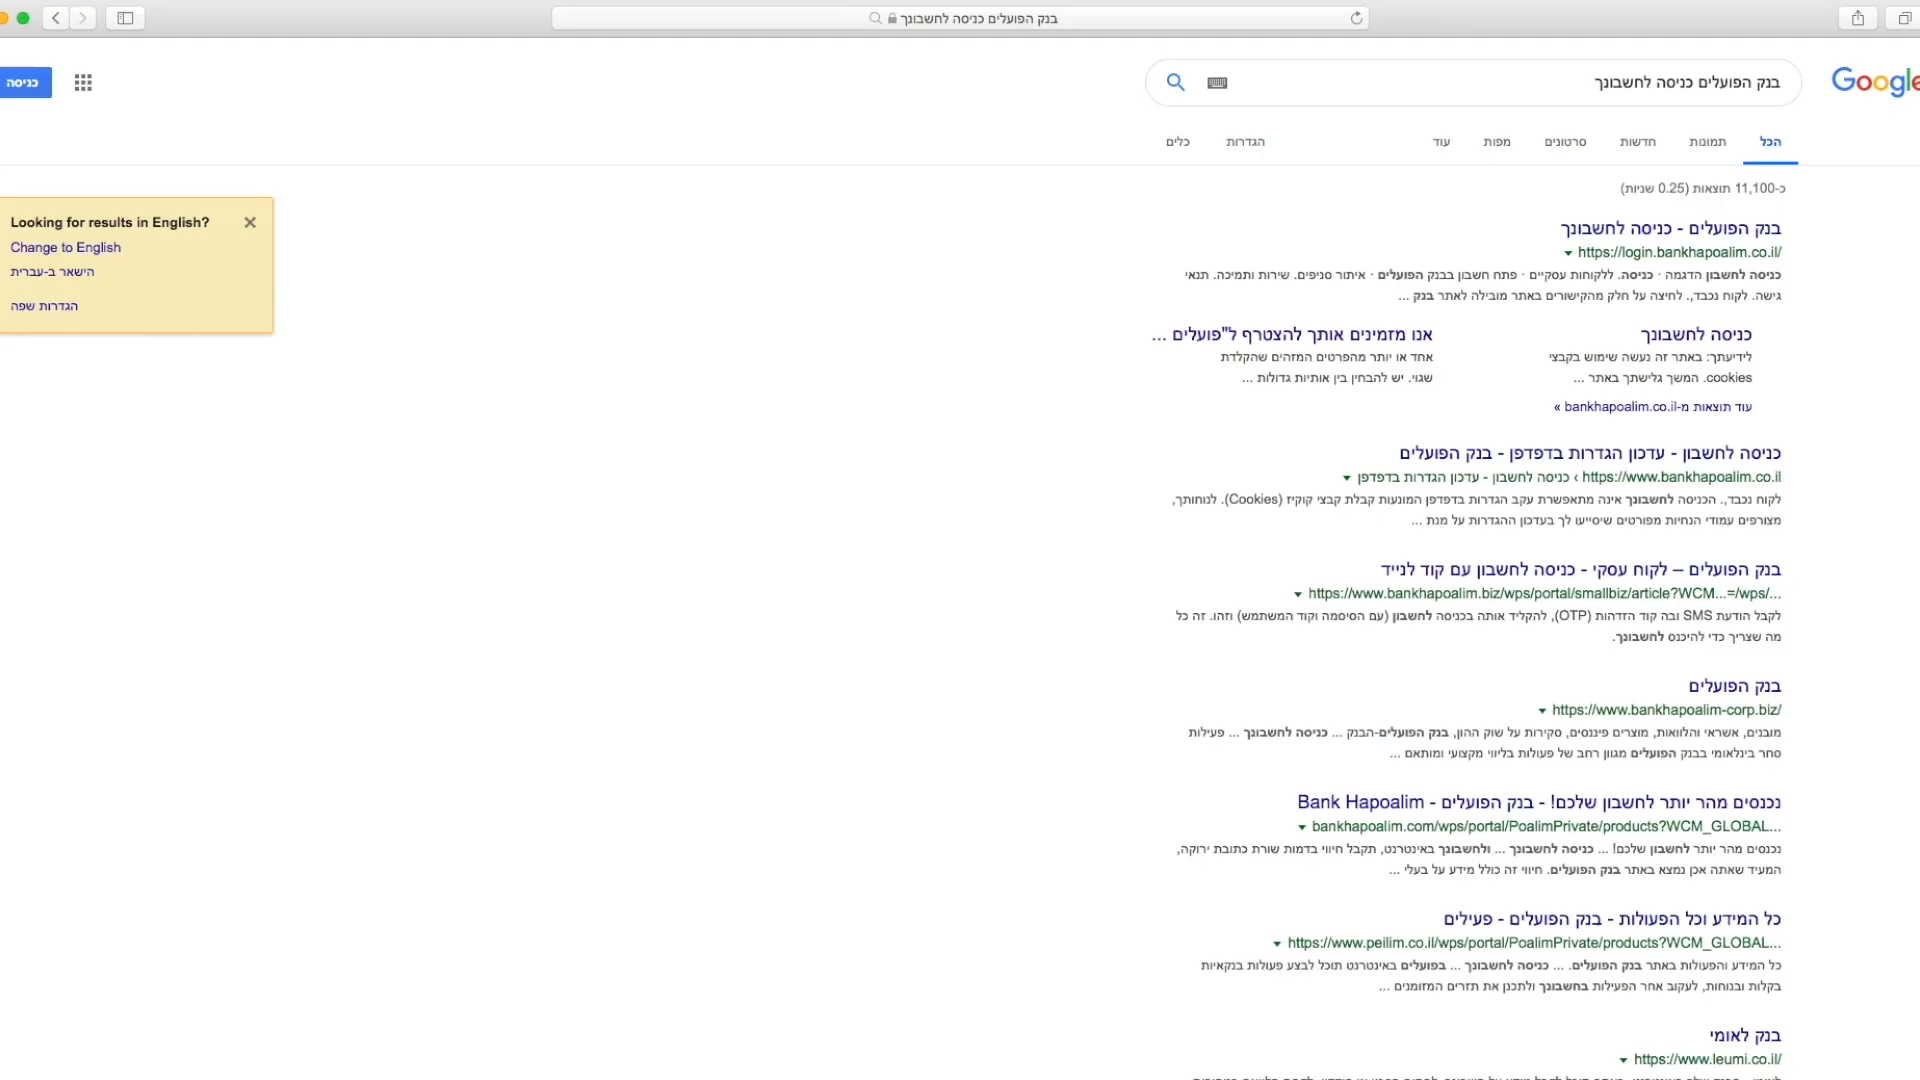 בנק הפועלים כניסה לחשבונך
Google
בנק הפועלים כניסה לחשבונך
כניסה
הכל תמונות חדשות סרטונים מפות עוד הגדרות כלים
כ-11,100 תוצאות (0.25 שניות)
Looking for results in English?
Change to English
הישאר ב-עברית
הגדרות שפה
בנק הפועלים - כניסה לחשבונך
https://login.bankhapoalim.co.il/
כניסה לחשבון הדגמה · כניסה. ללקוחות עסקיים · פתח חשבון בבנק הפועלים · איתור סניפים. שירות ותמיכה. תנאי
גישה. לקוח נכבד,. לחיצה על חלק מהקישורים באתר מובילה לאתר בנק ...
כניסה לחשבונך
לידיעתך: באתר זה נעשה שימוש בקבצי
cookies. המשך גלישתך באתר ...
אנו מזמינים אותך להצטרף ל"פועלים ...
אחד או יותר מהפרטים המזהים שהקלדת
שגוי. יש להבחין בין אותיות גדולות ...
עוד תוצאות מ-bankhapoalim.co.il »
כניסה לחשבון - עדכון הגדרות בדפדפן - בנק הפועלים
https://www.bankhapoalim.co.il › כניסה לחשבון - עדכון הגדרות בדפדפן
לקוח נכבד,. הכניסה לחשבונך אינה מתאפשרת עקב הגדרות בדפדפן המונעות קבלת קבצי קוקיז (Cookies). לנוחותך,
מצורפים עמודי הנחיות מפורטים שיסייעו לך בעדכון ההגדרות על מנת ...
בנק הפועלים – לקוח עסקי - כניסה לחשבון עם קוד לנייד
https://www.bankhapoalim.biz/wps/portal/smallbiz/article?WCM...=/wps/...
לקבל הודעת SMS ובה קוד הזדהות (OTP), להקליד אותה בכניסה לחשבון (עם הסיסמה וקוד המשתמש) וזהו. זה כל
מה שצריך כדי להיכנס לחשבונך.
בנק הפועלים
https://www.bankhapoalim-corp.biz/
מובנים, אשראי והלוואות, מוצרים פיננסים, סקירות על שוק ההון, בנק הפועלים-הבנק ... כניסה לחשבונך ... פעילות
סחר בינלאומי בבנק הפועלים מגוון רחב של פעולות בליווי מקצועי ומותאם ...
נכנסים מהר יותר לחשבון שלכם! - בנק הפועלים - Bank Hapoalim
bankhapoalim.com/wps/portal/PoalimPrivate/products?WCM_GLOBAL...
נכנסים מהר יותר לחשבון שלכם! ... כניסה לחשבונך ... ולחשבונך באינטרנט, תקבל חיווי בדמות שורת כתובת ירוקה,
המעיד שאתה אכן נמצא באתר בנק הפועלים. חיווי זה כולל מידע על בעלי ...
כל המידע וכל הפעולות - בנק הפועלים - פעילים
https://www.peilim.co.il/wps/portal/PoalimPrivate/products?WCM_GLOBAL...
כל המידע והפעולות באתר בנק הפועלים. ... כניסה לחשבונך ... בפועלים באינטרנט תוכל לבצע פעולות בנקאיות
בקלות ובנוחות, לעקוב אחר הפעילות בחשבונך ולתכנן את תזרים המזומנים ...
בנק לאומי
https://www.leumi.co.il/